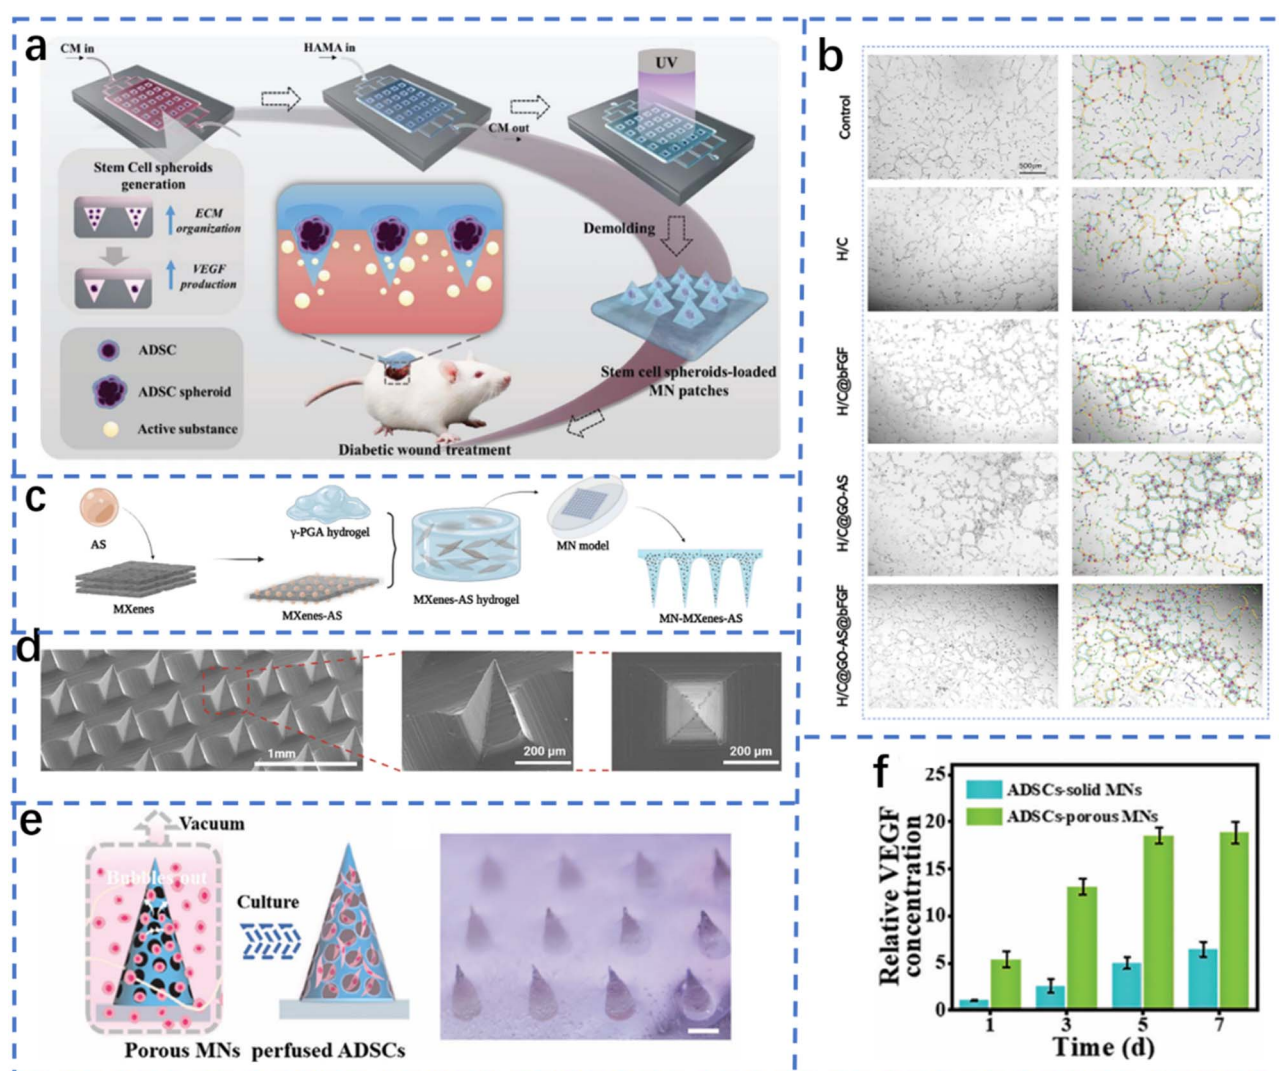 a
CM in
HAMA in
UV
CM out
Stem Cell spheroids
generation
ECM
organization
VEGF
production
Demolding
ADSC
ADSC spheroid
Active substance
Stem cell spheroids-loaded
MN patches
Diabetic wound treatment
b
Control
500μm
H/C
H/C@bFGF
H/C@GO-AS
H/C@GO-AS@bFGF
c
AS
MXenes
γ-PGA hydrogel
MXenes-AS
MXenes-AS hydrogel
MN model
MN-MXenes-AS
d
1mm
200 μm
200 μm
e
Vacuum
Bubbles out
Culture
Porous MNs perfused ADSCs
f
ADSCs-solid MNs
ADSCs-porous MNs
Relative VEGF
concentration
25
20
15
10
5
0
1 3 5 7
Time (d)